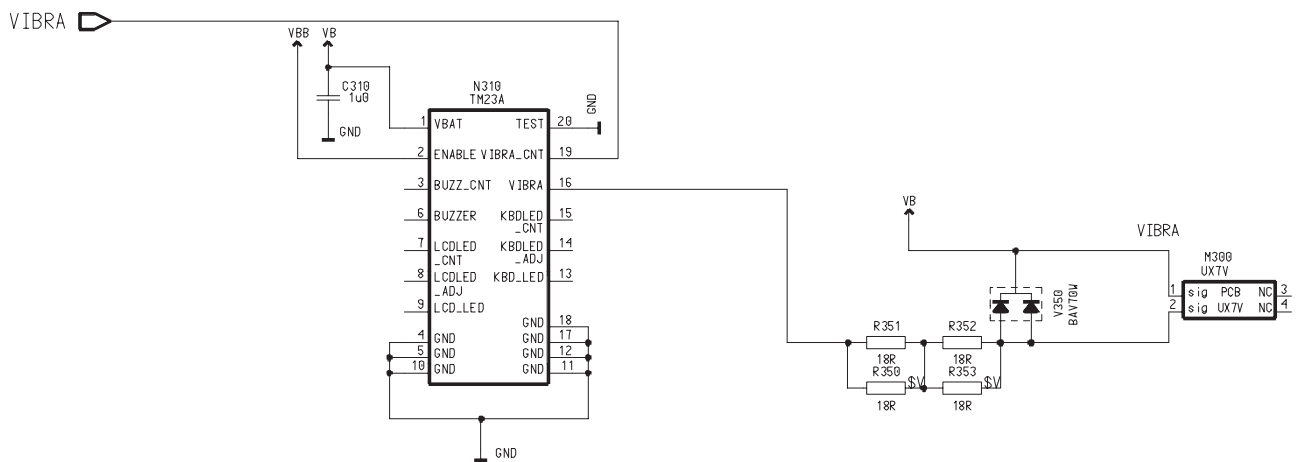 VIBRA
VBB VB
C310
1u0
GND
N310
TM23A
GND
1 VBAT TEST 20
2 ENABLE VIBRA_CNT 19
3 BUZZ_CNT VIBRA 16
6 BUZZER KBDLED 15
_CNT
7 LCDLED KBDLED 14
_CNT _ADJ
8 LCDLED KBD_LED 13
_ADJ
9 LCD_LED
GND 18
4 GND GND 17
5 GND GND 12
10 GND GND 11
GND
VB
VIBRA
M300
UX7V
1 sig PCB NC 3
2 sig UX7V NC 4
V350
BAV70W
R351 R352
18R 18R
R350 $V R353 $V
18R 18R